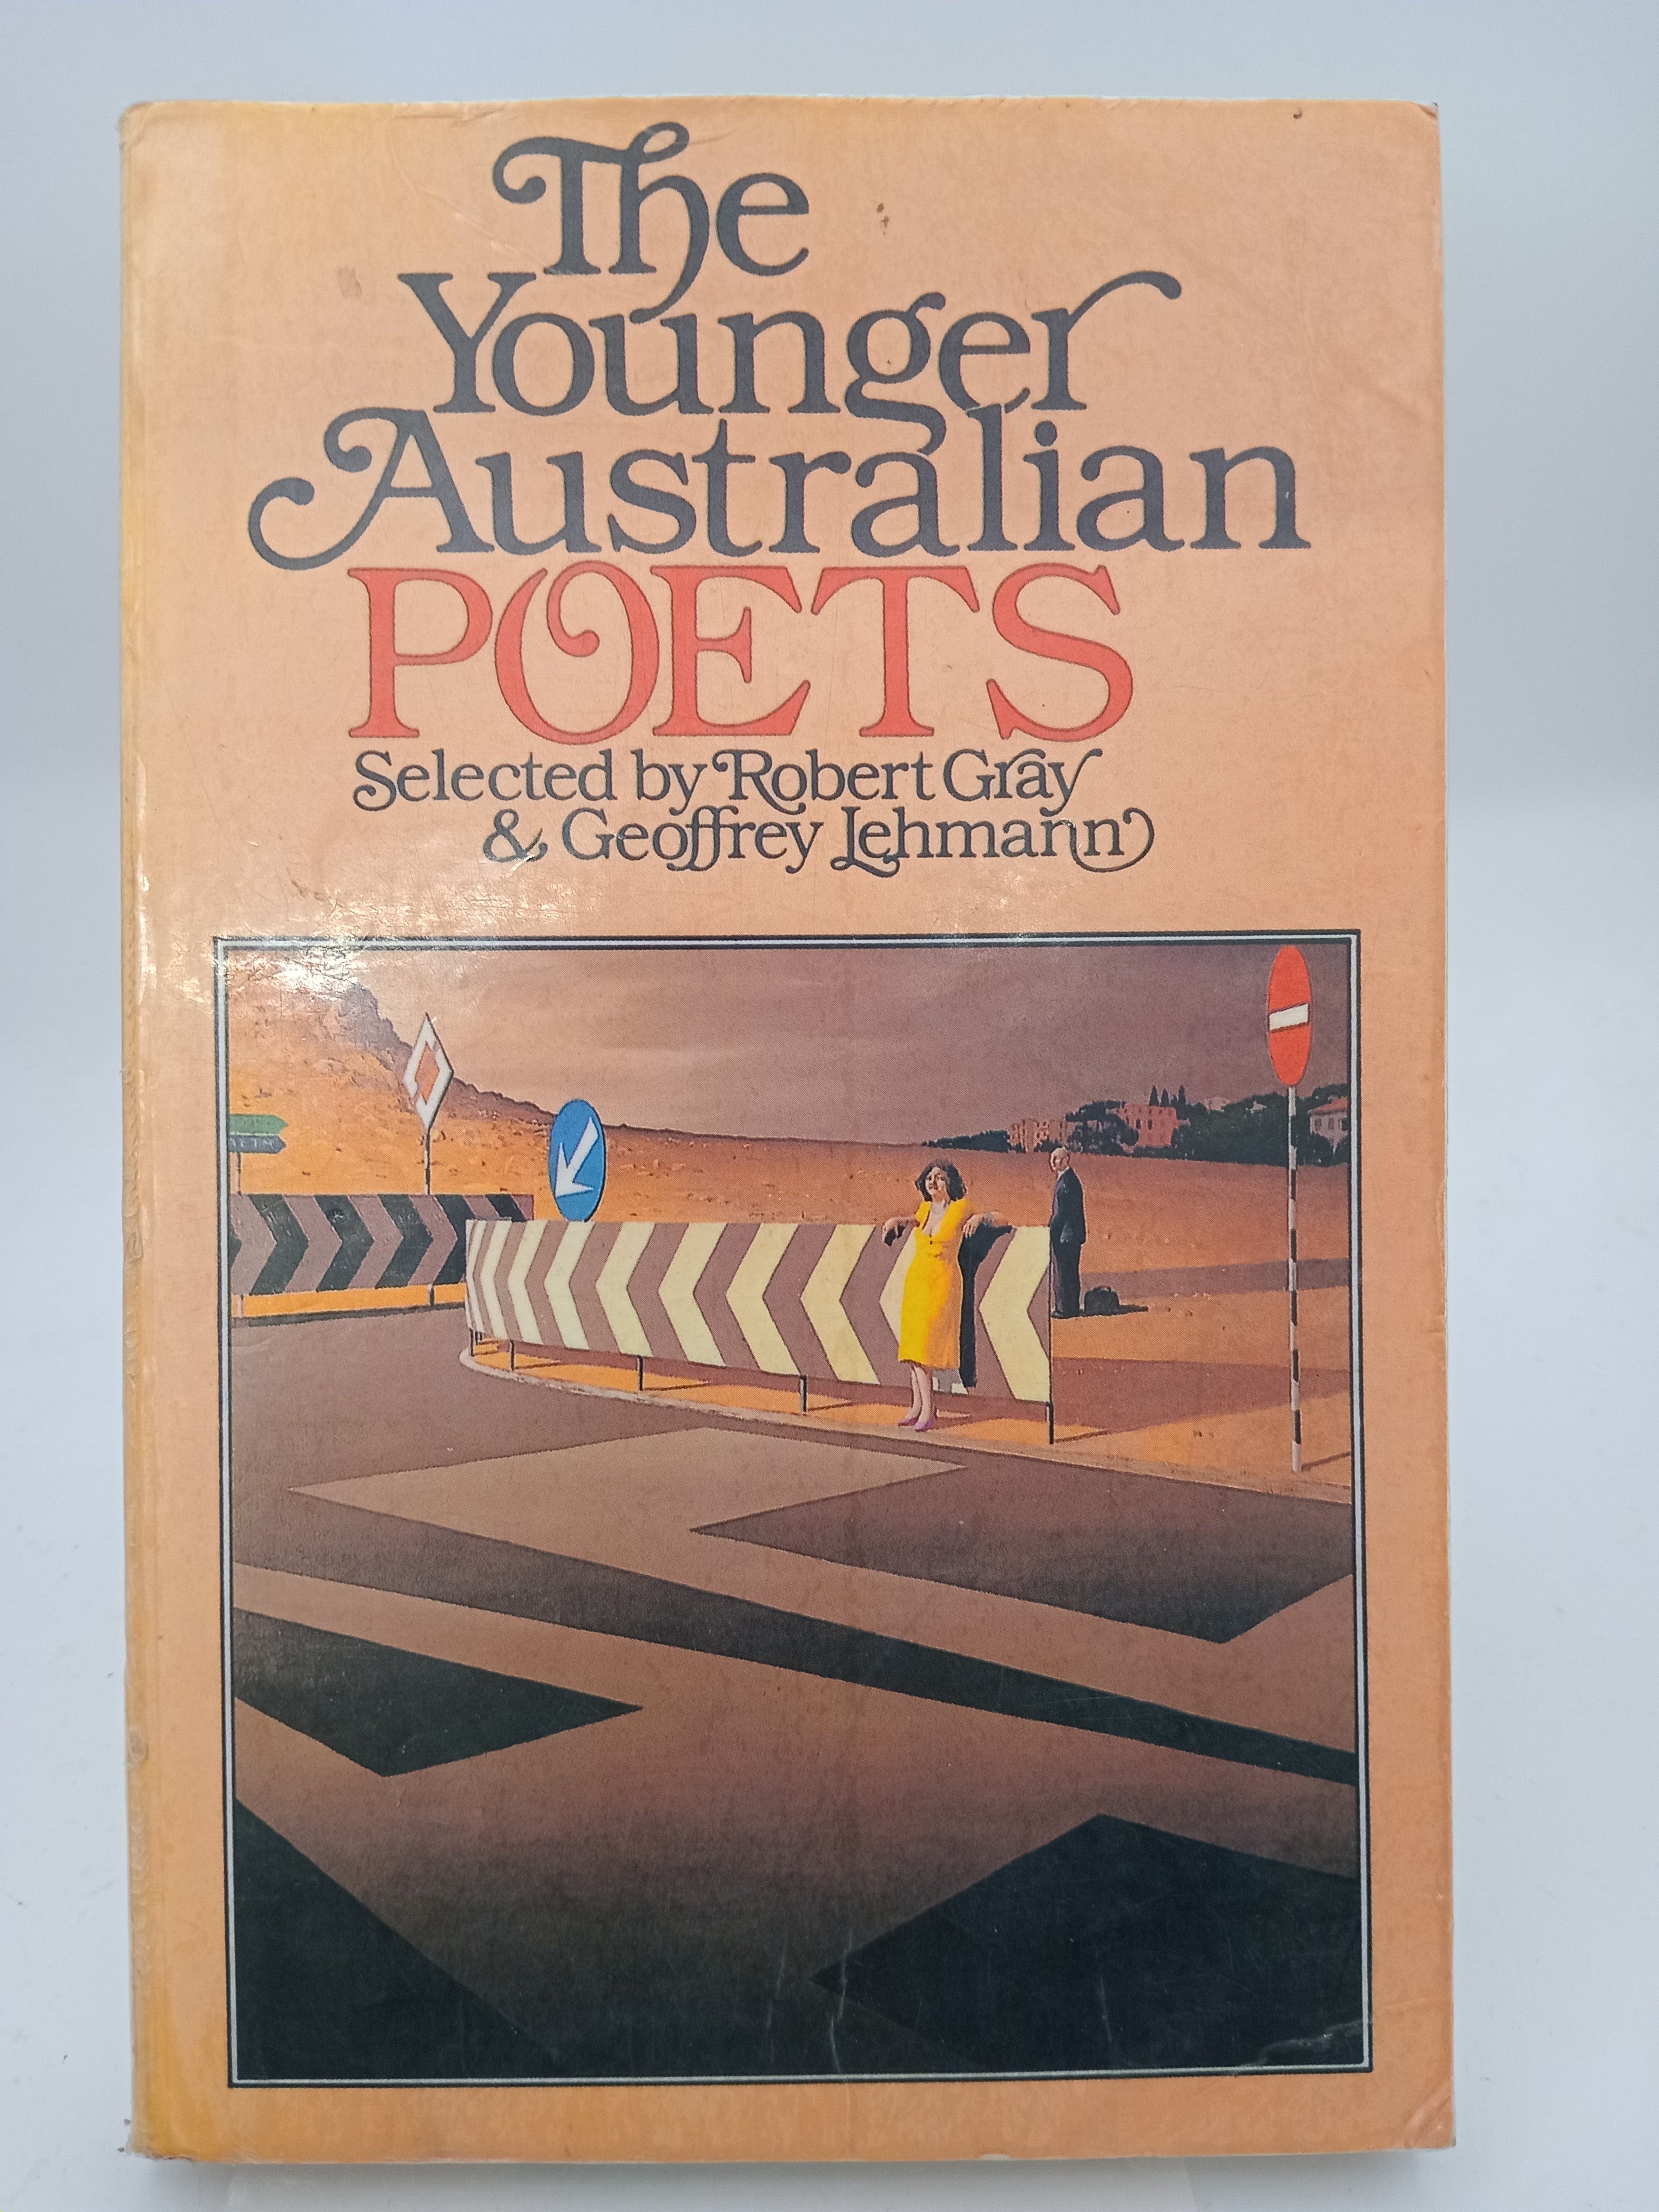 The
Younger
Australian
POETS
Selected by Robert Gray
& Geoffrey Lehmann